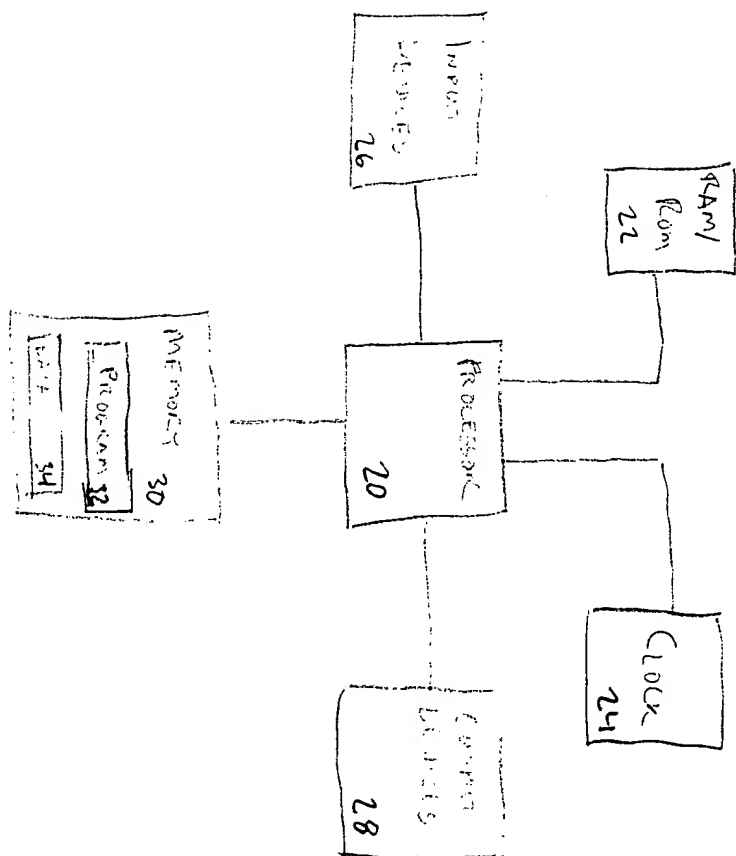 RAM/
ROM
22
CLOCK
24
INPUT
DEVICES
26
PROCESSOR
20
OUTPUT
DEVICES
28
MEMORY
30
PROGRAM 32
DATA 34